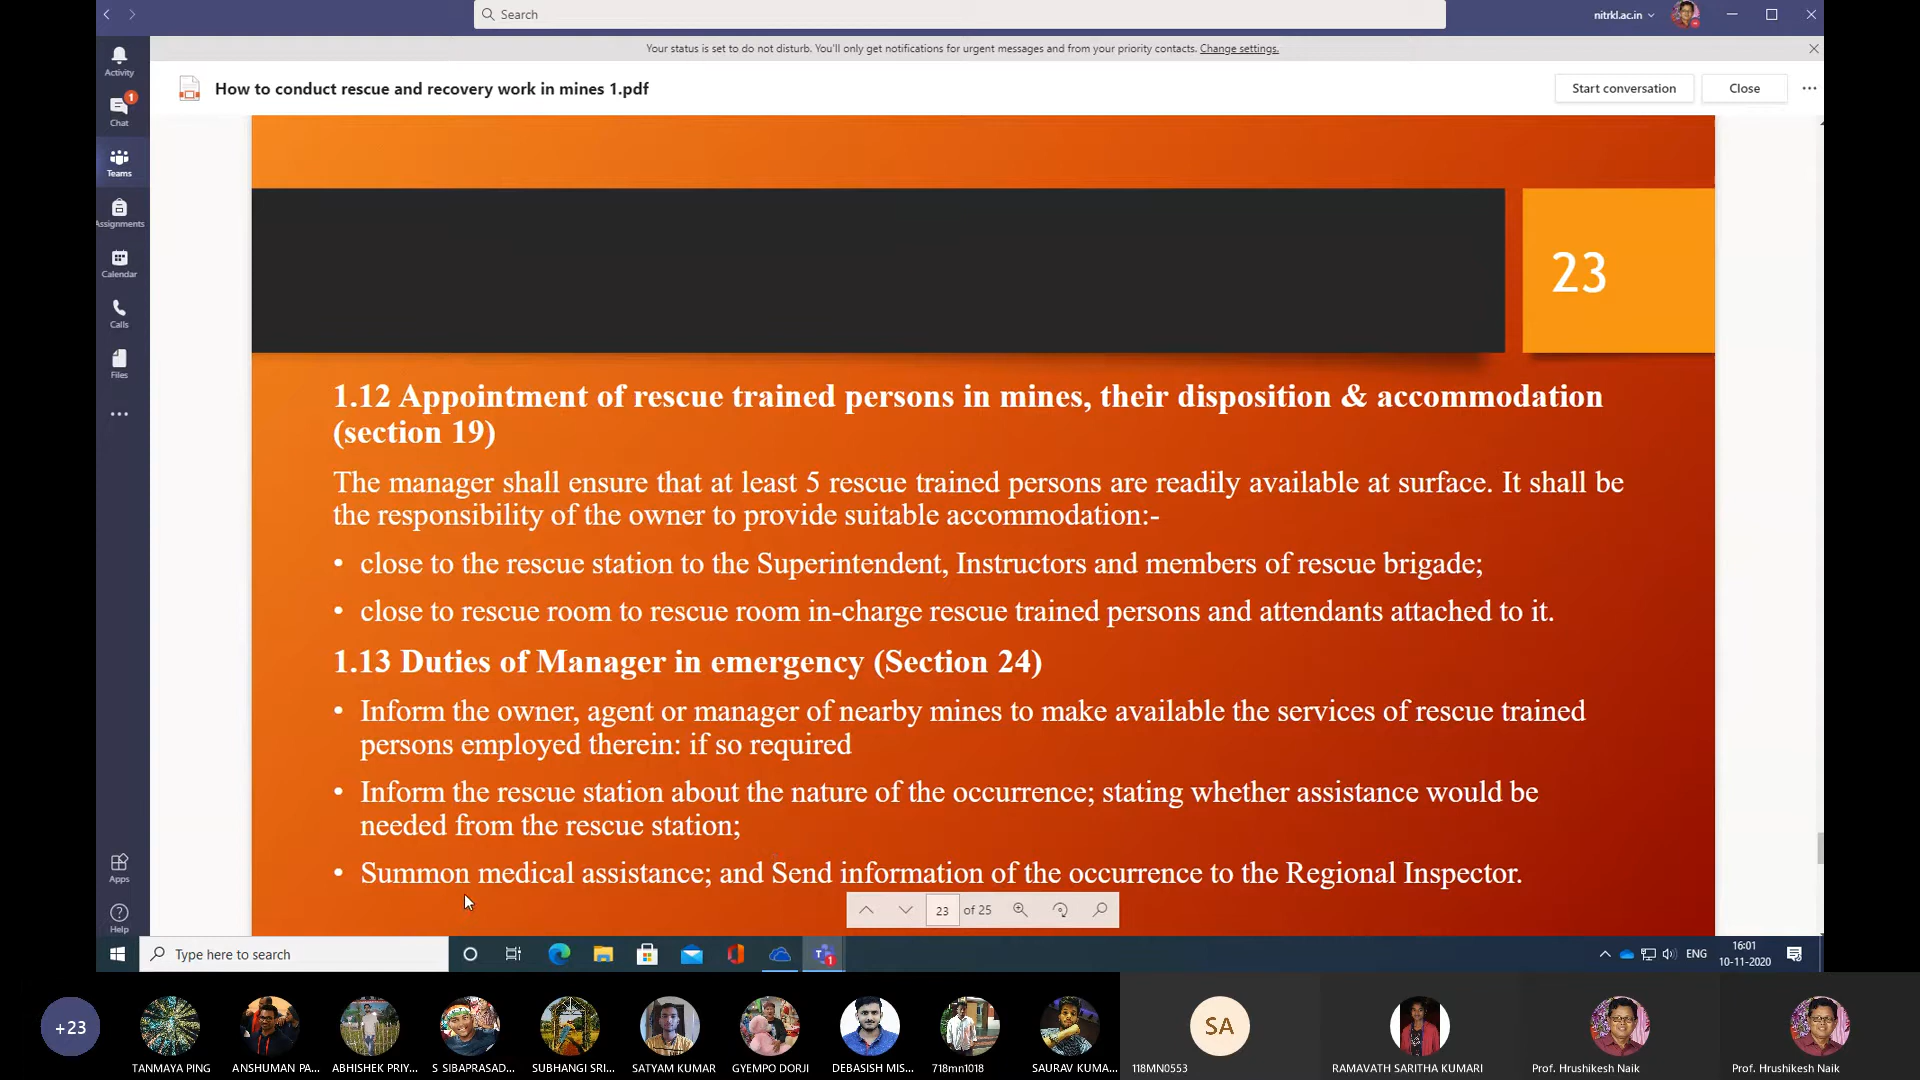 Search
nitrkl.ac.in
Your status is set to do not disturb. You'll only get notifications for urgent messages and from your priority contacts. Change settings.
Activity
How to conduct rescue and recovery work in mines 1.pdf
Start conversation
Close
1
Chat
Teams
Assignments
Calendar
Calls
Files
23
1.12 Appointment of rescue trained persons in mines, their disposition & accommodation
(section 19)
The manager shall ensure that at least 5 rescue trained persons are readily available at surface. It shall be
the responsibility of the owner to provide suitable accommodation:-
• close to the rescue station to the Superintendent, Instructors and members of rescue brigade;
• close to rescue room to rescue room in-charge rescue trained persons and attendants attached to it.
1.13 Duties of Manager in emergency (Section 24)
• Inform the owner, agent or manager of nearby mines to make available the services of rescue trained
persons employed therein: if so required
• Inform the rescue station about the nature of the occurrence; stating whether assistance would be
needed from the rescue station;
• Summon medical assistance; and Send information of the occurrence to the Regional Inspector.
Apps
Help
23 of 25
Type here to search
1
ENG
16:01
10-11-2020
+23
SA
TANMAYA PING
ANSHUMAN PA...
ABHISHEK PRIY...
S SIBAPRASAD...
SUBHANGI SRI...
SATYAM KUMAR
GYEMPO DORJI
DEBASISH MIS...
718mn1018
SAURAV KUMA...
118MN0553
RAMAVATH SARITHA KUMARI
Prof. Hrushikesh Naik
Prof. Hrushikesh Naik